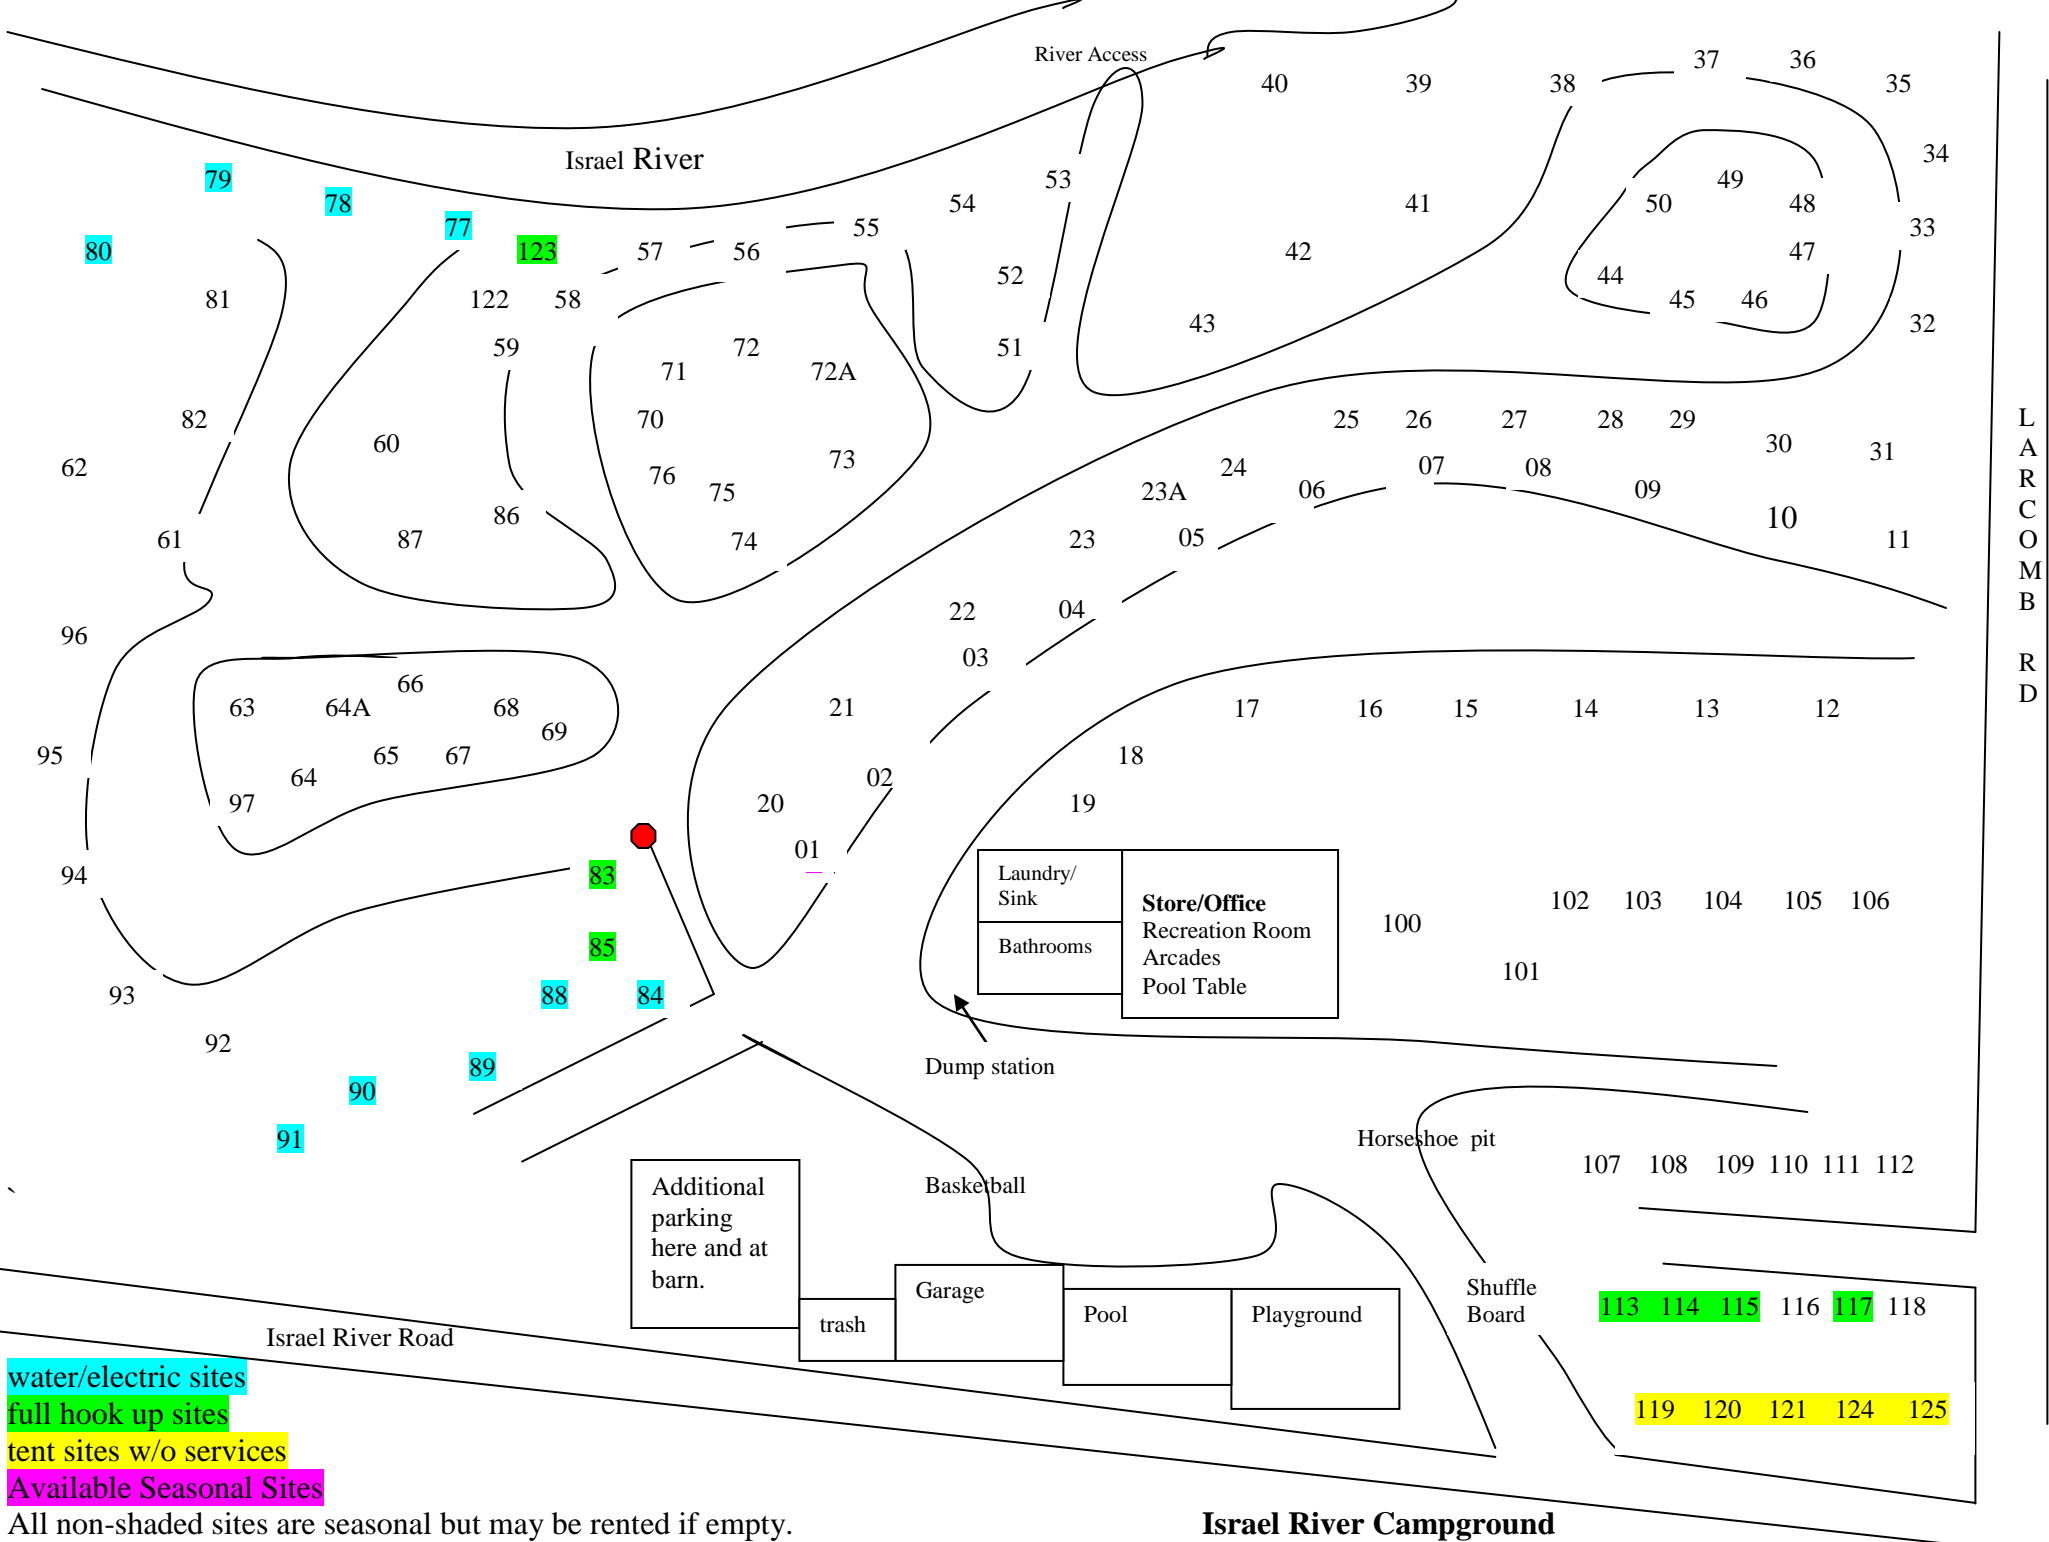 River Access
37 36
40 39 38 35
34
Israel River
79 53 49
78 54 41 50 48
77 55 33
80 123 57 56 42 47
52 44
81 122 58 45 46
43 32
59 72 51
71 72A
82 70 25 26 27 28 29
60 73 30 31
62 76 24 07 08
75 23A 06 09
86 10
61 87 74 23 05 11
22 04
96
03
66
63 64A 68 21 17 16 15 14 13 12
69
95 65 67 18
64 02
97 20 19
01
94 83
Laundry/
Sink
Bathrooms
Store/Office
Recreation Room
Arcades
Pool Table
102 103 104 105 106
100
85
101
93 88 84
92
89 Dump station
90
91 Horseshoe pit
107 108 109 110 111 112
`
Basketball
Additional
parking
here and at
barn.
Garage
trash
Pool
Playground
Shuffle
Board
113 114 115 116 117 118
Israel River Road
119 120 121 124 125
L
A
R
C
O
M
B
R
D
water/electric sites
full hook up sites
tent sites w/o services
Available Seasonal Sites
All non-shaded sites are seasonal but may be rented if empty.
Israel River Campground